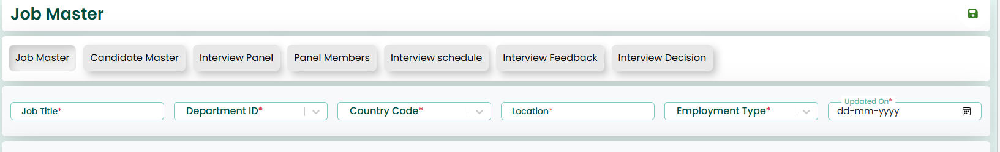 Job Master
Job Master Candidate Master Interview Panel Panel Members Interview schedule Interview Feedback Interview Decision
Job Title* Department ID* Country Code* Location* Employment Type* Updated On*
dd-mm-yyyy